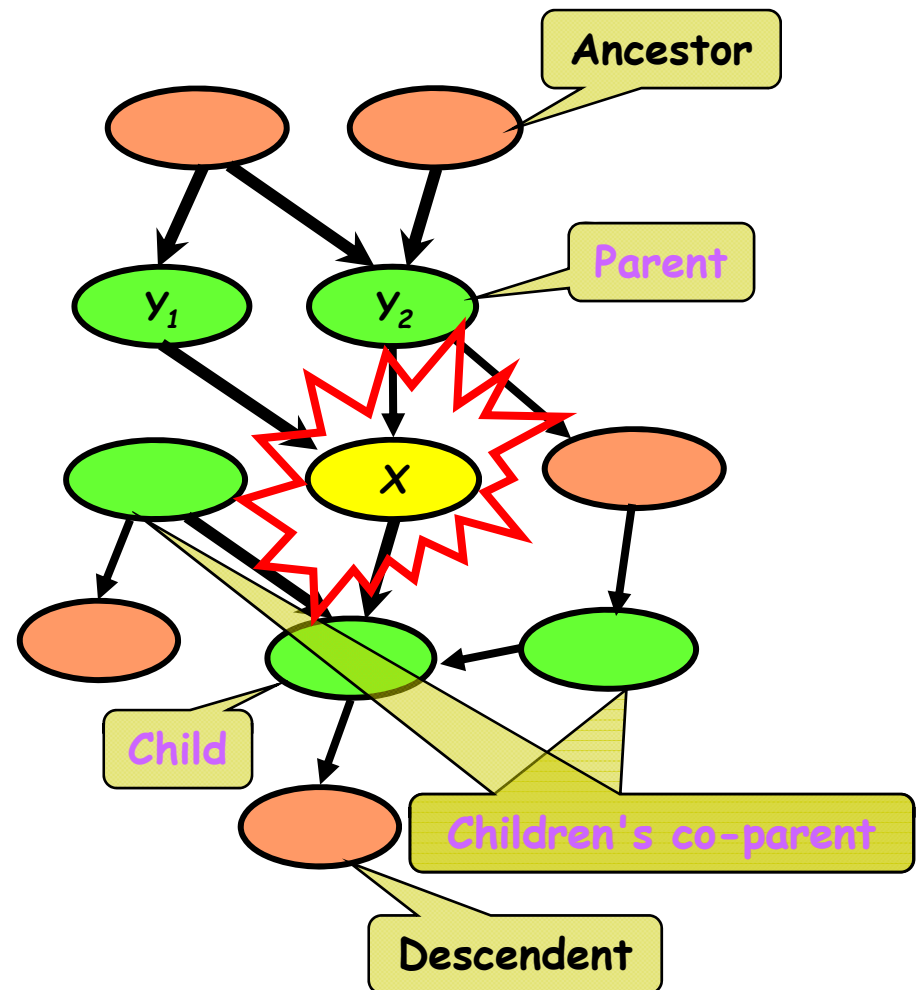 Ancestor
Parent
Y1
Y2
X
Child
Children's co-parent
Descendent